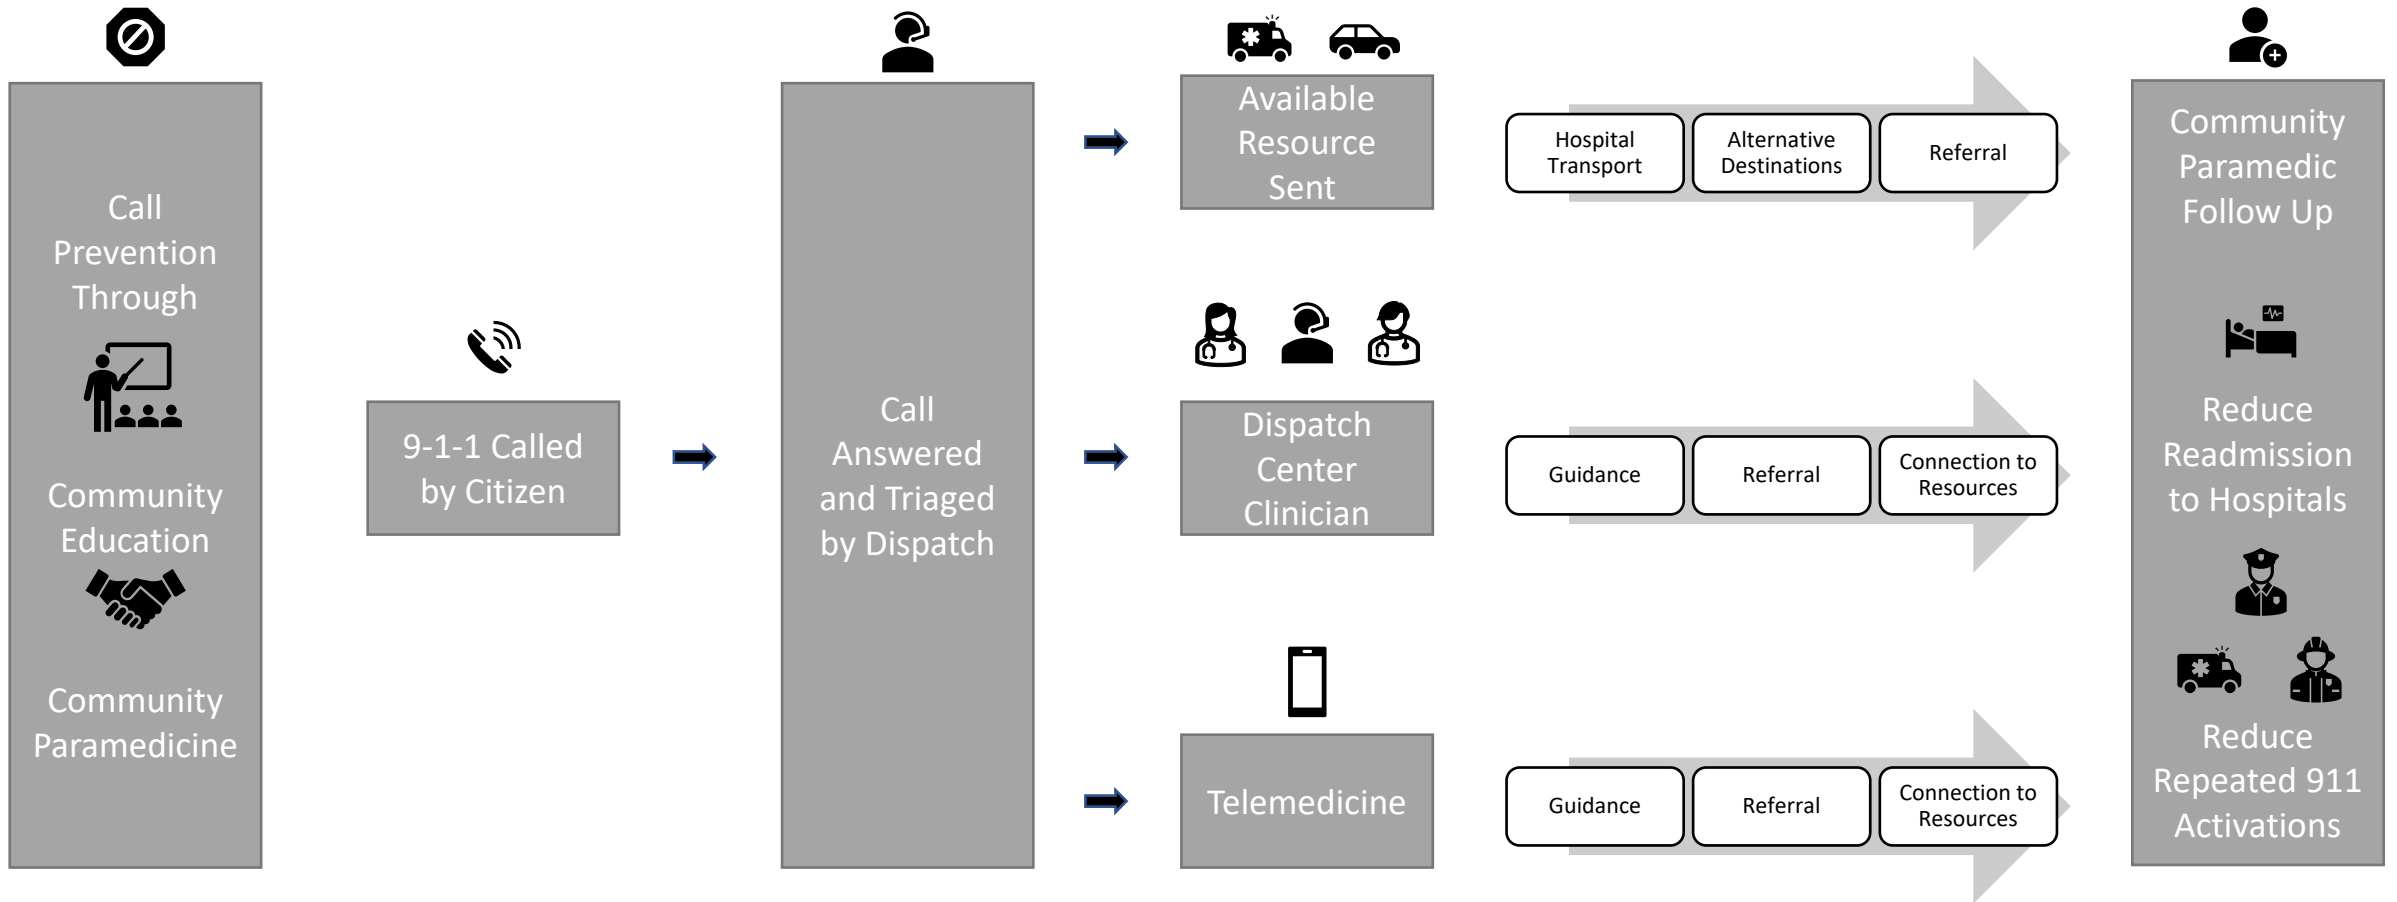 Call
Prevention
Through
Community
Education
Community
Paramedicine
9-1-1 Called
by Citizen
Call
Answered
and Triaged
by Dispatch
Available
Resource
Sent
Hospital
Transport
Alternative
Destinations
Referral
Dispatch
Center
Clinician
Guidance
Referral
Connection to
Resources
Telemedicine
Guidance
Referral
Connection to
Resources
Community
Paramedic
Follow Up
Reduce
Readmission
to Hospitals
Reduce
Repeated 911
Activations